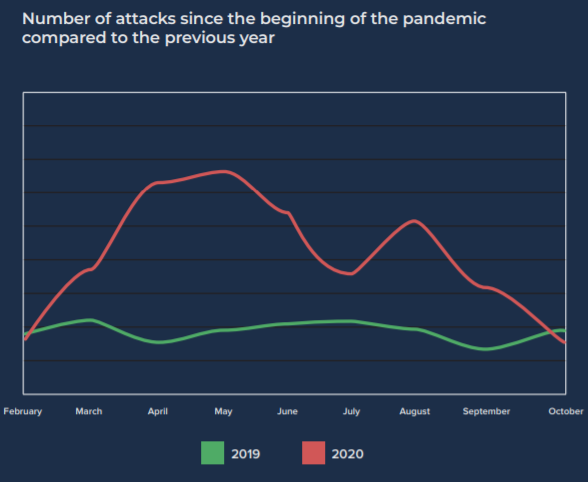 Number of attacks since the beginning of the pandemic
compared to the previous year
February March April May June July August September October
2019 2020